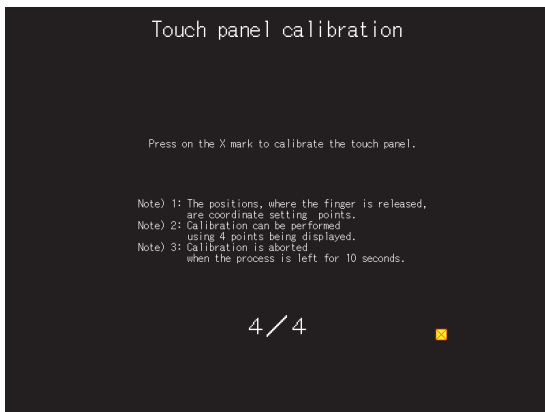 Touch panel calibration
Press on the X mark to calibrate the touch panel.
Note) 1: The positions, where the finger is released,
are coordinate setting points.
Note) 2: Calibration can be performed
using 4 points being displayed.
Note) 3: Calibration is aborted
when the process is left for 10 seconds.
4/4